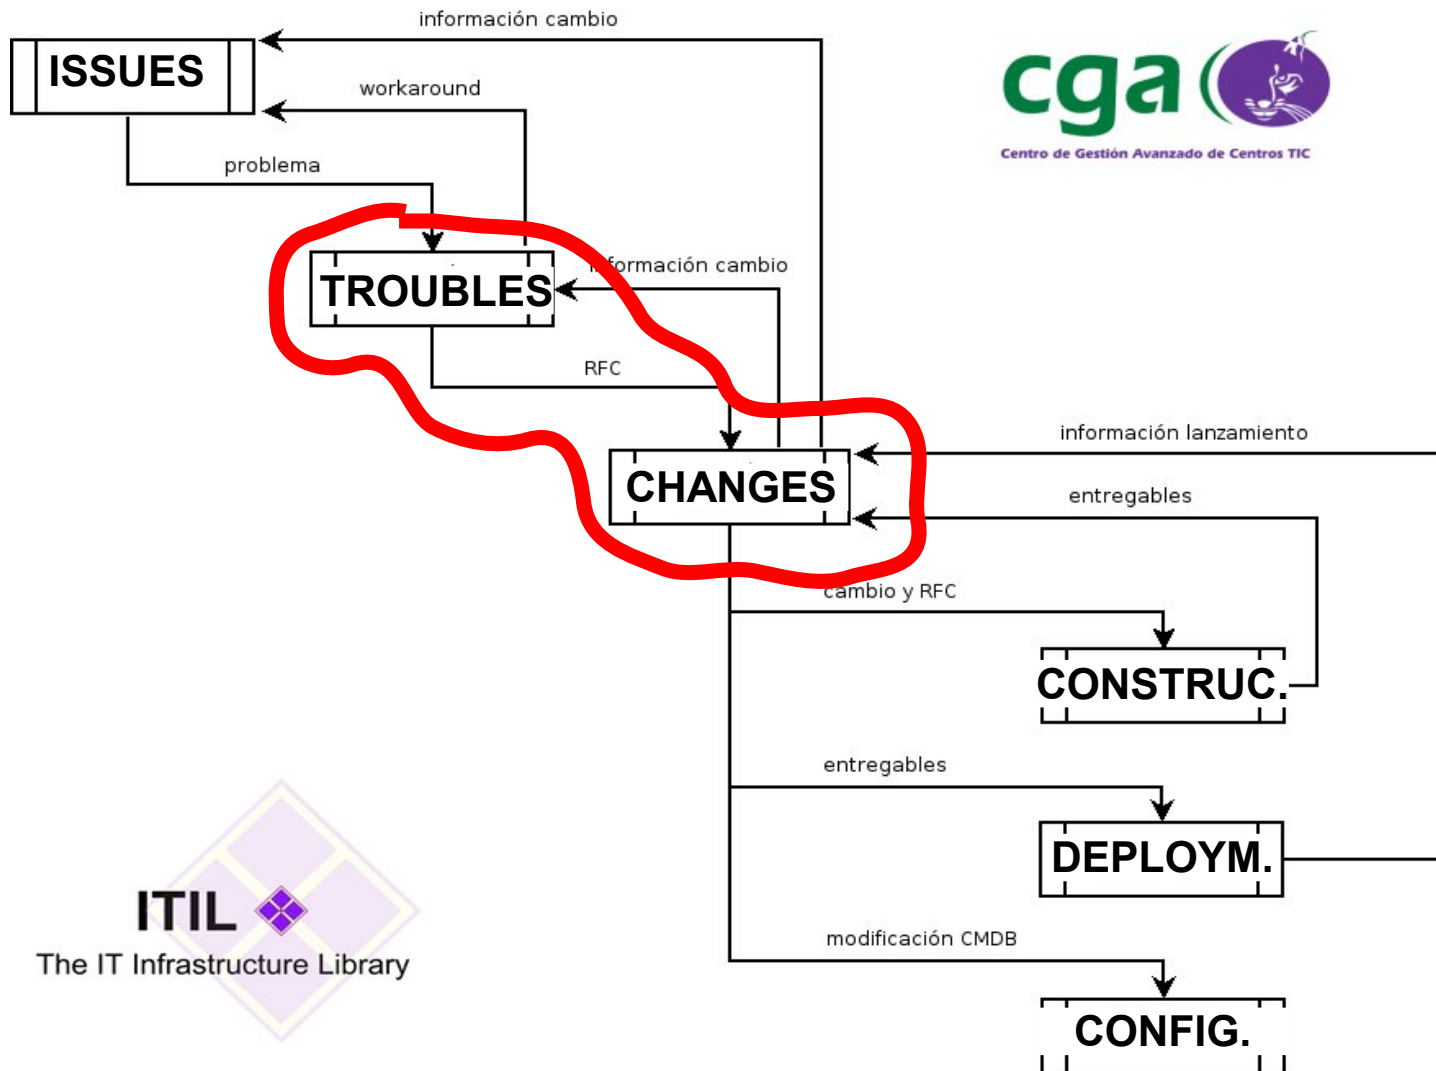 información cambio
ISSUES
workaround
cga
Centro de Gestión Avanzado de Centros TIC
problema
información cambio
TROUBLES
RFC
información lanzamiento
CHANGES
entregables
cambio y RFC
CONSTRUC.
entregables
DEPLOYM.
ITIL
modificación CMDB
The IT Infrastructure Library
CONFIG.